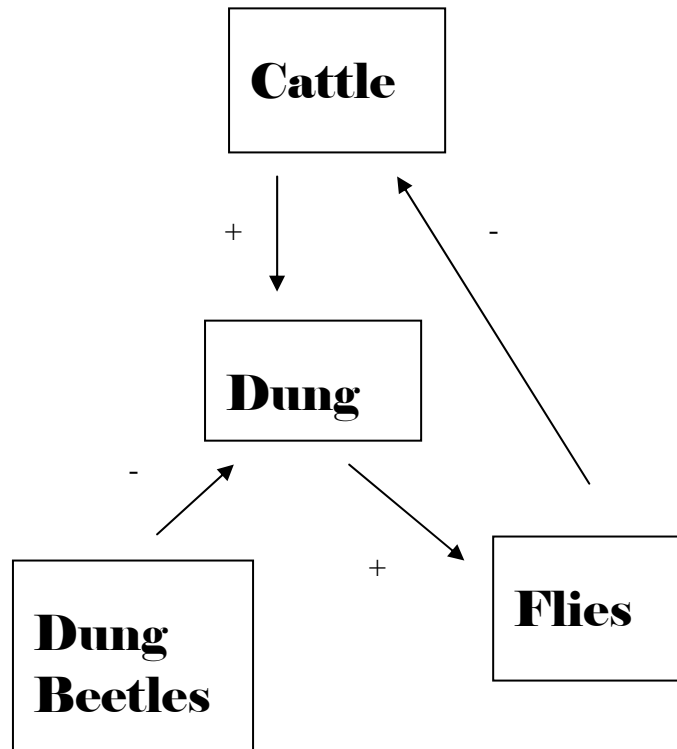 Cattle
+
-
Dung
-
+
Flies
Dung
Beetles